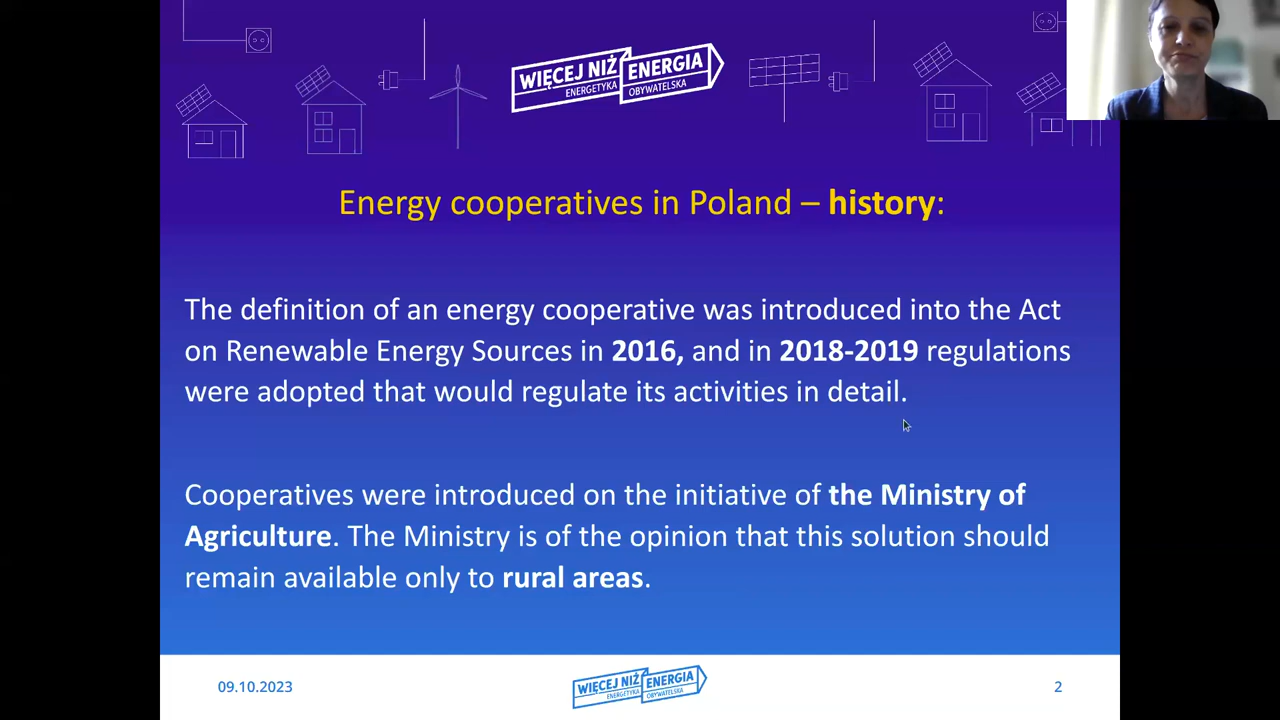 WIĘCEJ NIŻ ENERGIA
ENERGETYKA OBYWATELSKA
Energy cooperatives in Poland – history:
The definition of an energy cooperative was introduced into the Act
on Renewable Energy Sources in 2016, and in 2018-2019 regulations
were adopted that would regulate its activities in detail.
Cooperatives were introduced on the initiative of the Ministry of
Agriculture. The Ministry is of the opinion that this solution should
remain available only to rural areas.
09.10.2023
WIĘCEJ NIŻ ENERGIA
ENERGETYKA OBYWATELSKA
2